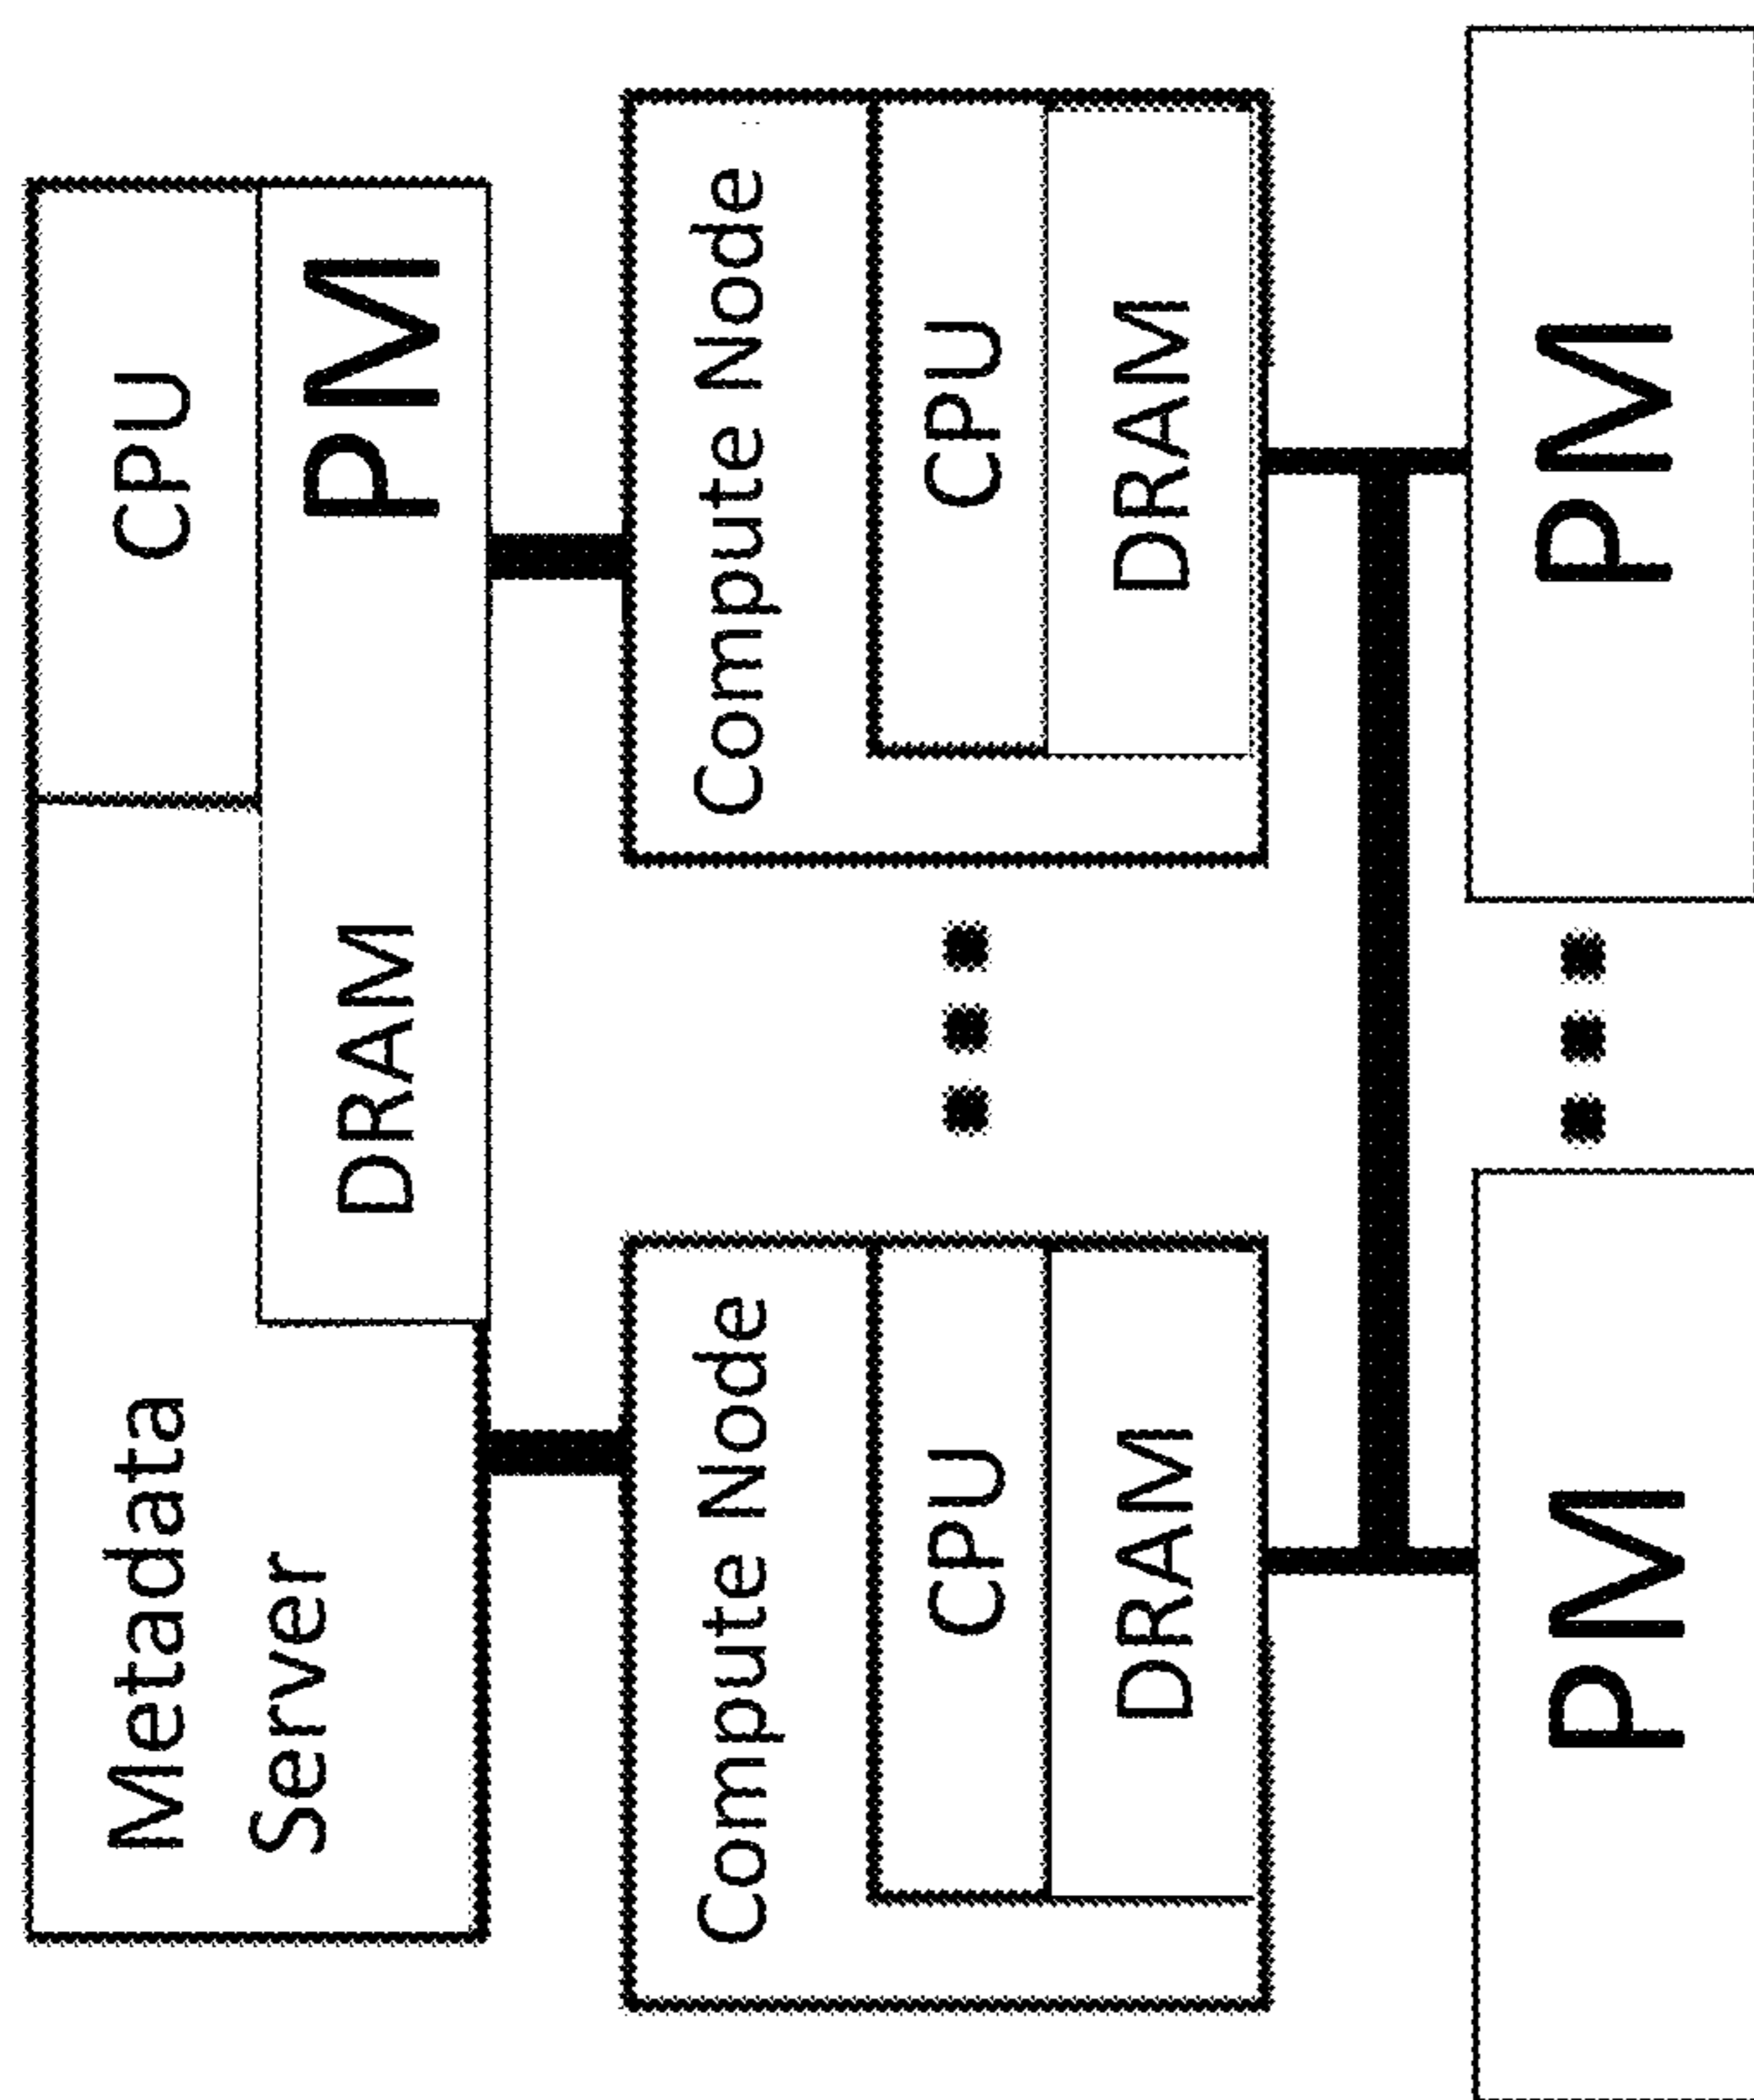 Metadata
Server
CPU
DRAM
PM
Compute Node
CPU
DRAM
Compute Node
CPU
DRAM
PM
PM